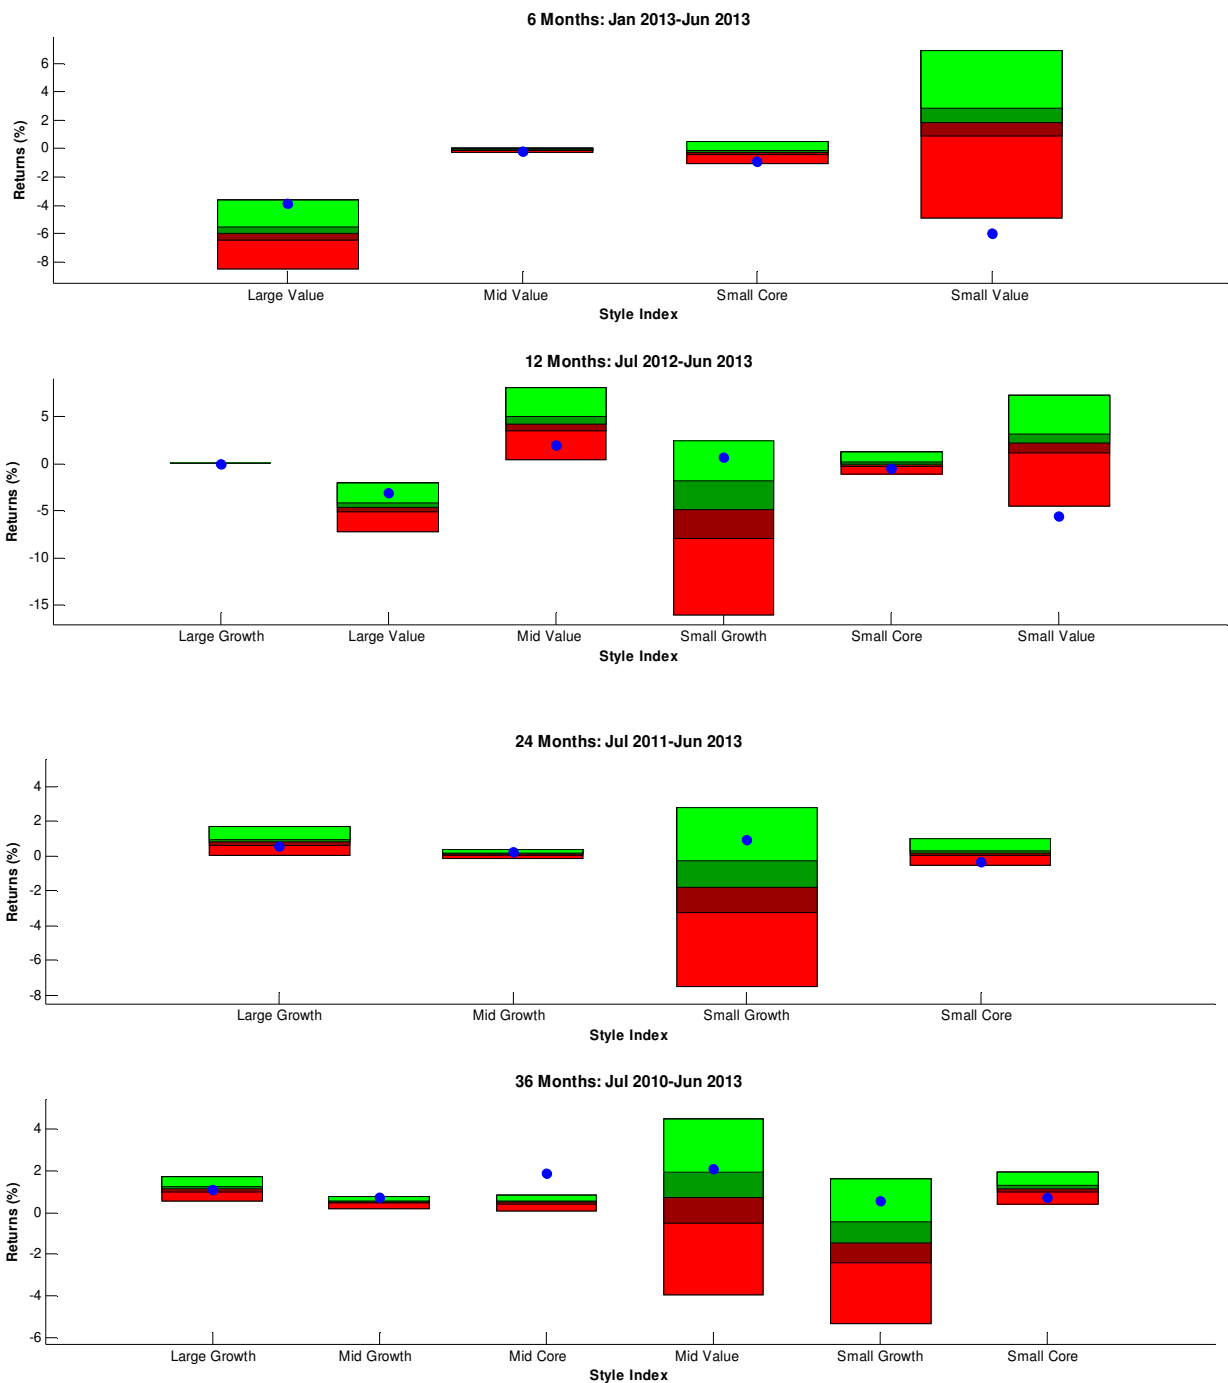 6 Months: Jan 2013-Jun 2013
6
4
2
0
-2
-4
-6
-8
Returns (%)
Large Value Mid Value Small Core Small Value
Style Index
12 Months: Jul 2012-Jun 2013
5
0
-5
-10
-15
Returns (%)
Large Growth Large Value Mid Value Small Growth Small Core Small Value
Style Index
24 Months: Jul 2011-Jun 2013
4
2
0
-2
-4
-6
-8
Returns (%)
Large Growth Mid Growth Small Growth Small Core
Style Index
36 Months: Jul 2010-Jun 2013
4
2
0
-2
-4
-6
Returns (%)
Large Growth Mid Growth Mid Core Mid Value Small Growth Small Core
Style Index